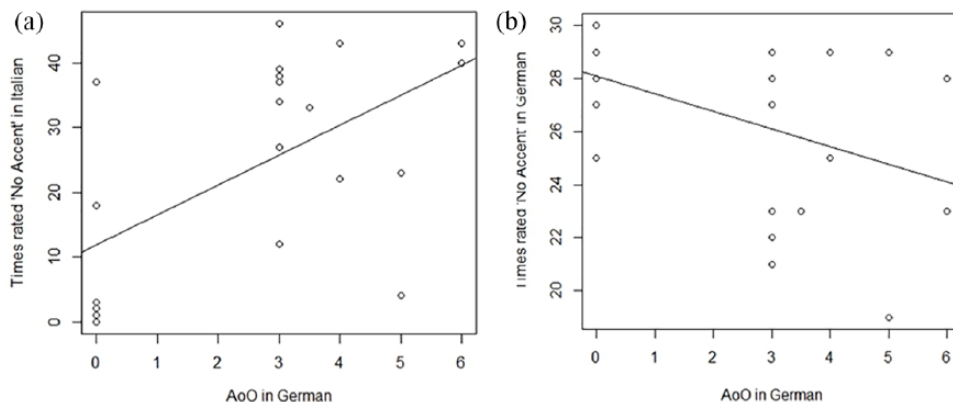 (a)
Times rated 'No Accent' in Italian
40
30
20
10
0
0 1 2 3 4 5 6
AoO in German
(b)
Times rated 'No Accent' in German
30
28
26
24
22
20
0 1 2 3 4 5 6
AoO in German